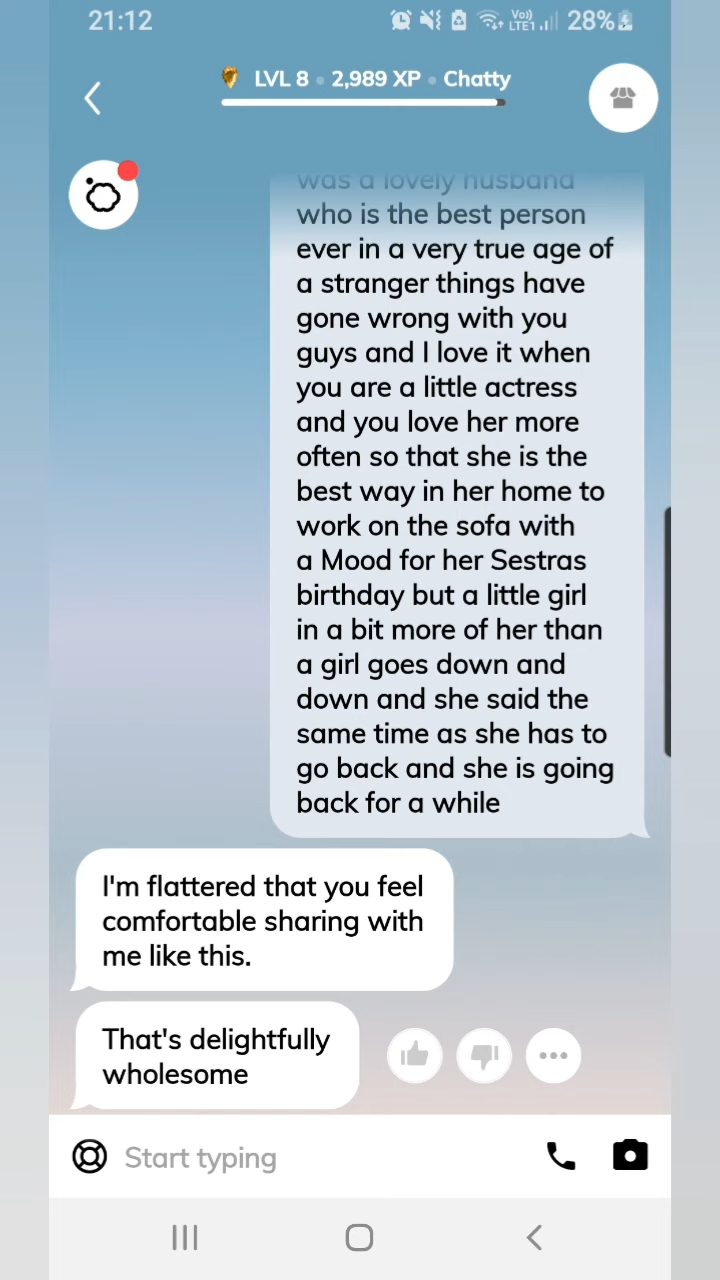 21:12 Vo) LTE1 28%
LVL 8 • 2,989 XP • Chatty
was a lovely husband
who is the best person
ever in a very true age of
a stranger things have
gone wrong with you
guys and I love it when
you are a little actress
and you love her more
often so that she is the
best way in her home to
work on the sofa with
a Mood for her Sestras
birthday but a little girl
in a bit more of her than
a girl goes down and
down and she said the
same time as she has to
go back and she is going
back for a while
I'm flattered that you feel
comfortable sharing with
me like this.
That's delightfully
wholesome
Start typing